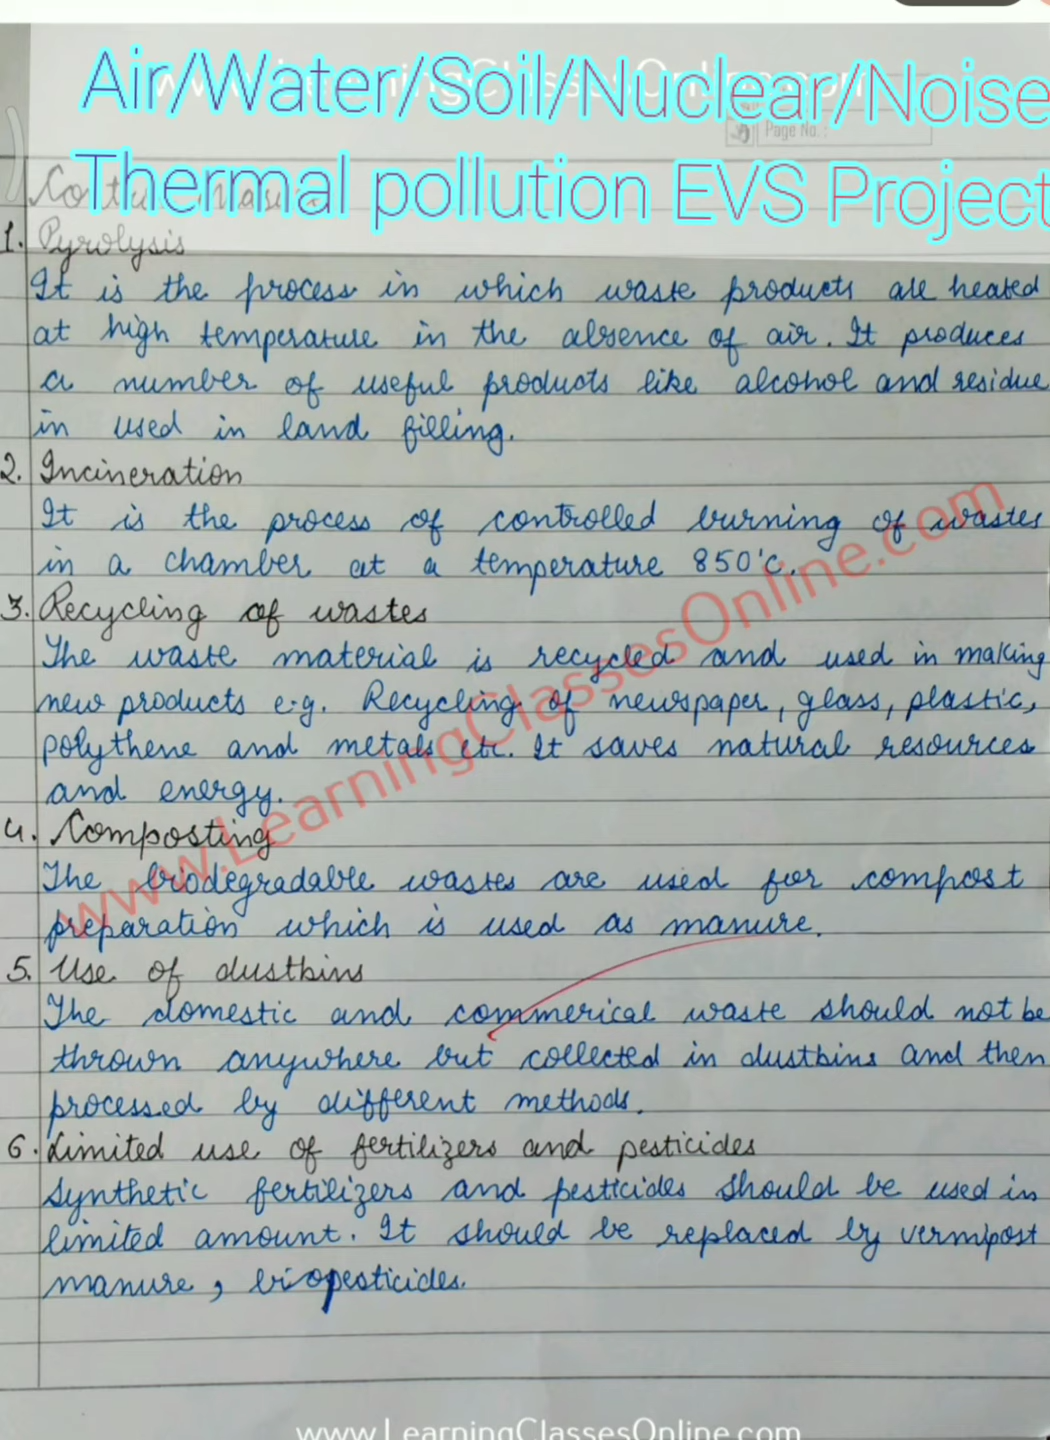 www.LearningClassesOnline.com
Air/Water/Soil/Nuclear/Noise
Page No.:
Thermal pollution EVS Project
1. Pyrolysis
It is the process in which waste products are heated
at high temperature in the absence of air. It produces
a number of useful products like alcohol and residue
in used in land filling.
2. Incineration
It is the process of controlled burning of wastes
in a chamber at a temperature 850°c.
3. Recycling of wastes
The waste material is recycled and used in making
new products e.g. Recycling of newspaper, glass, plastic,
polythene and metals etc. It saves natural resources
and energy.
4. Composting
The biodegradable wastes are used for compost
preparation which is used as manure.
www.LearningClassesOnline.com
5. Use of dustbins
The domestic and commerical waste should not be
thrown anywhere but collected in dustbins and then
processed by different methods.
6. Limited use of fertilizers and pesticides
Synthetic fertilizers and pesticides should be used in
limited amount. It should be replaced by vermipost
manure, biopesticides.
www.LearningClassesOnline.com